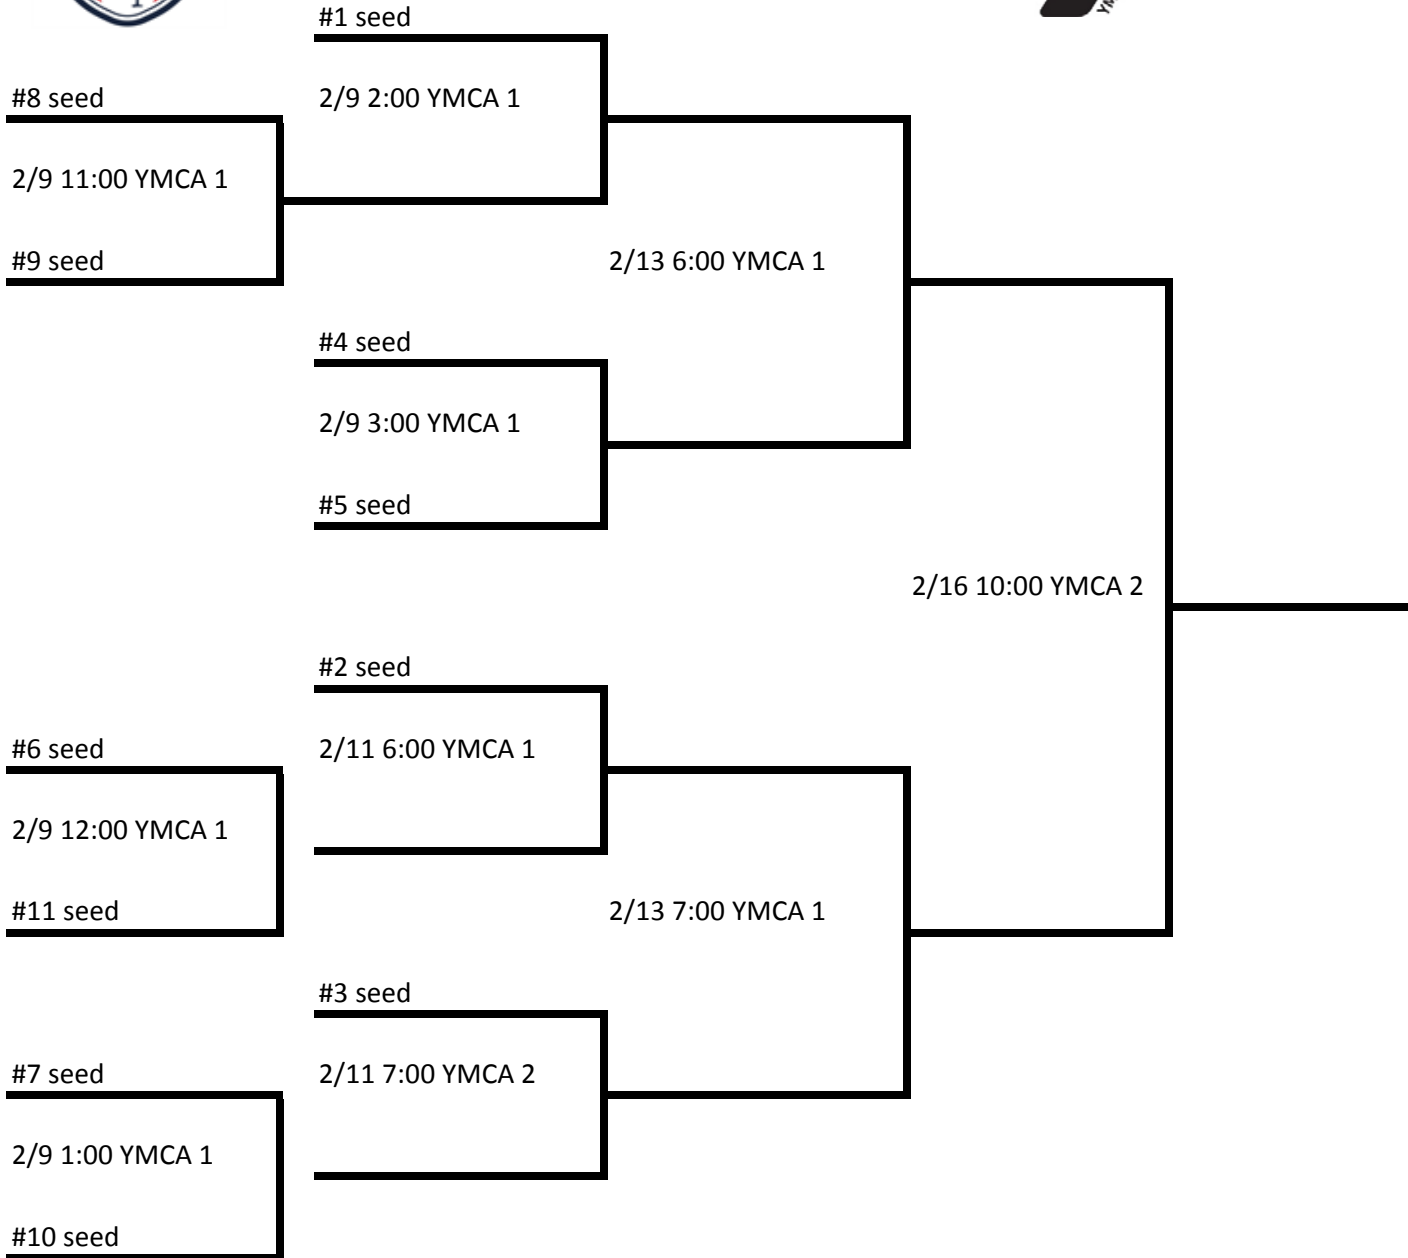 #1 seed
#8 seed
2/9 2:00 YMCA 1
2/9 11:00 YMCA 1
#9 seed
2/13 6:00 YMCA 1
#4 seed
2/9 3:00 YMCA 1
#5 seed
2/16 10:00 YMCA 2
#2 seed
#6 seed
2/11 6:00 YMCA 1
2/9 12:00 YMCA 1
#11 seed
2/13 7:00 YMCA 1
#3 seed
#7 seed
2/11 7:00 YMCA 2
2/9 1:00 YMCA 1
#10 seed